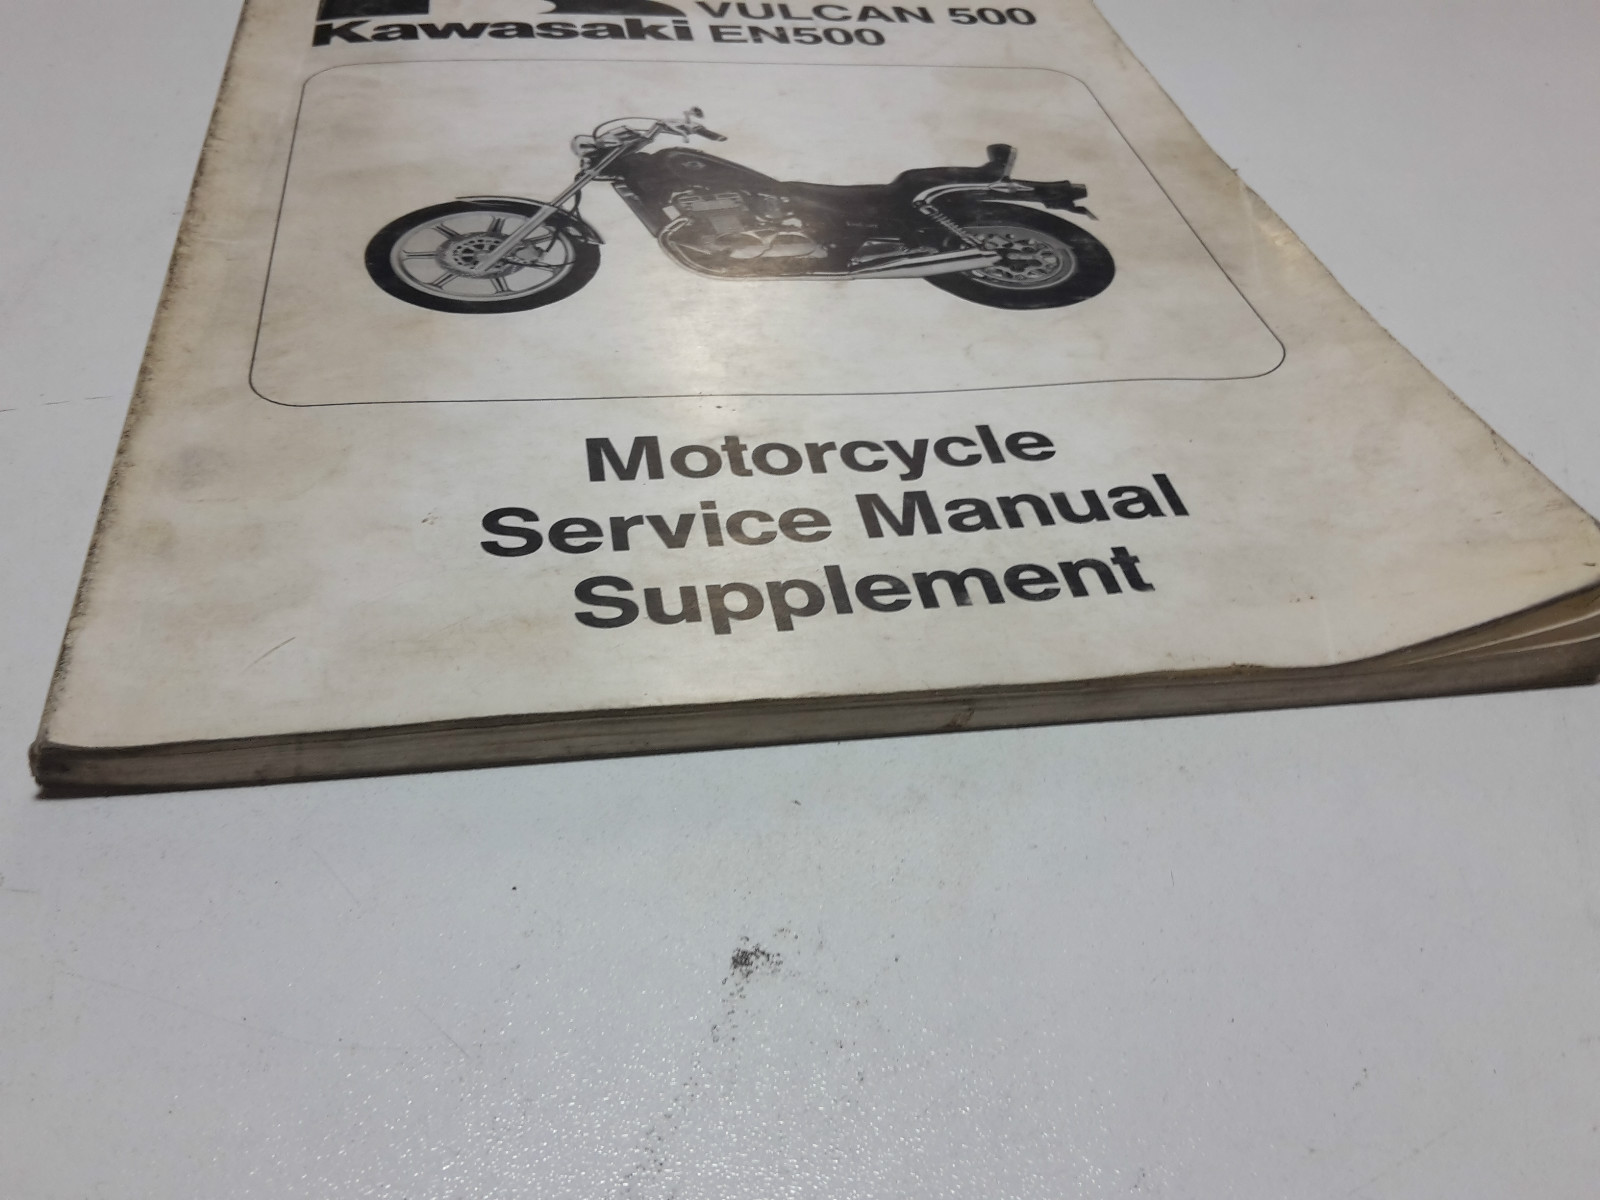 VULCAN 500
Kawasaki EN500
Motorcycle
Service Manual
Supplement